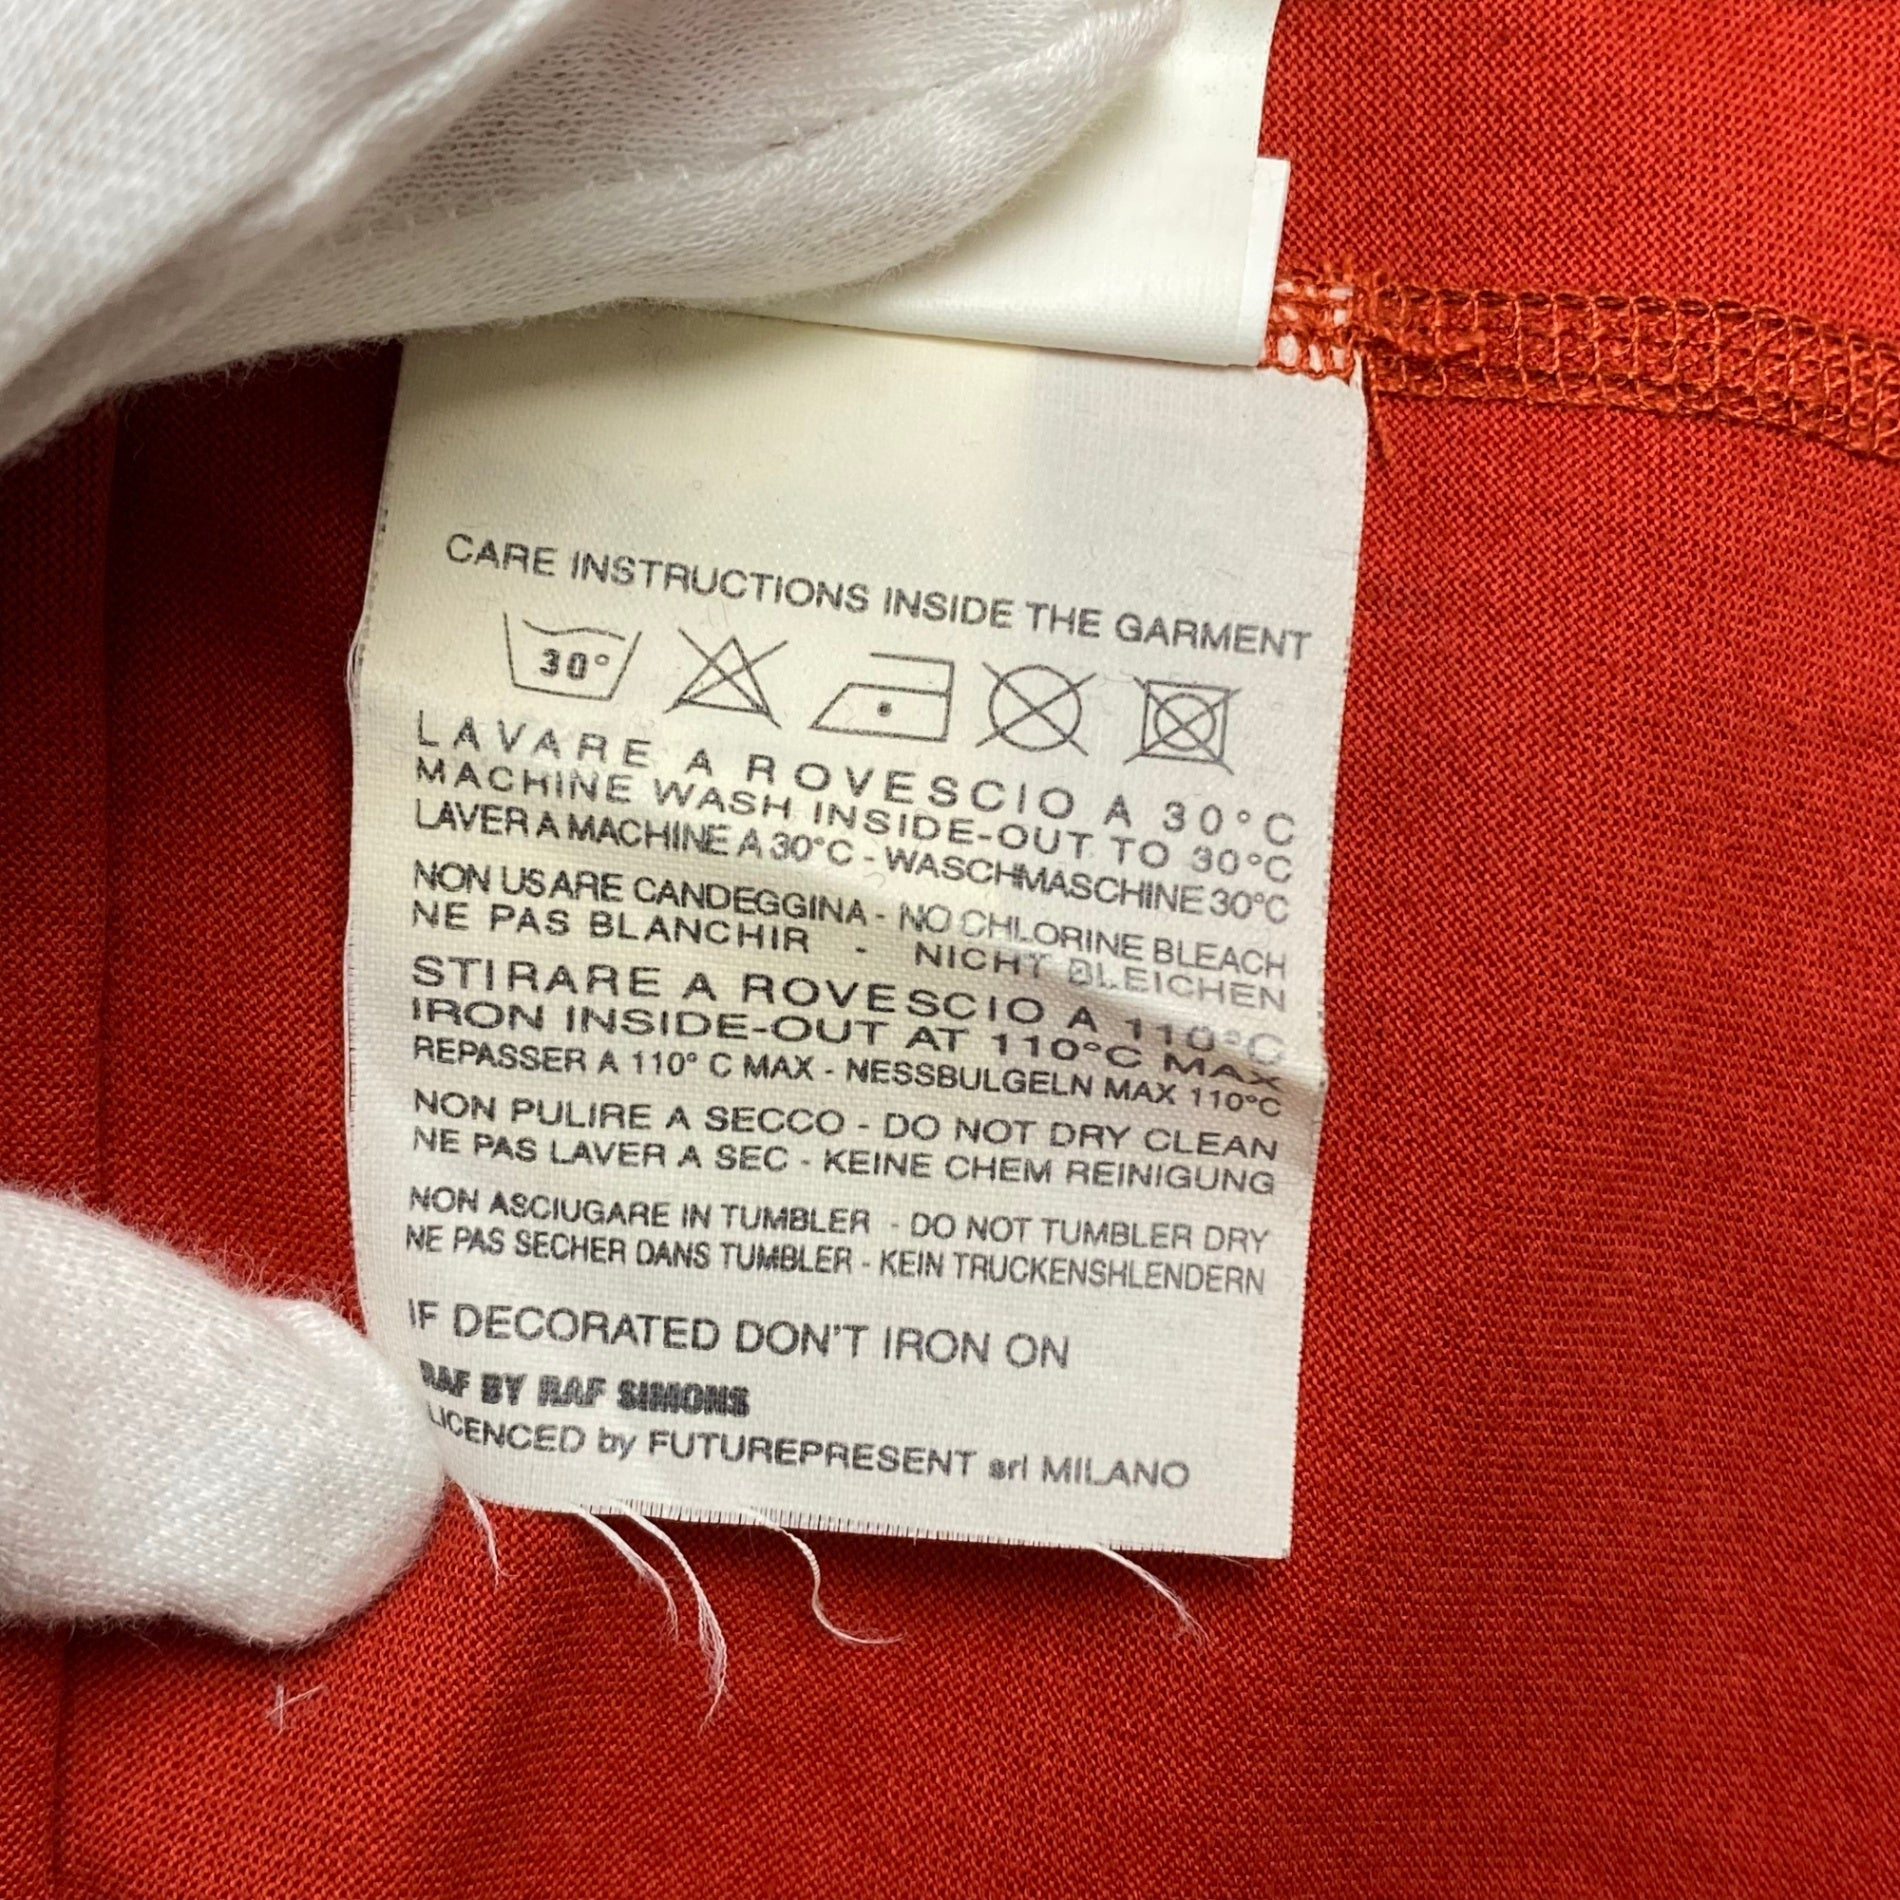 CARE INSTRUCTIONS INSIDE THE GARMENT
30°
LAVARE A ROVESCIO A 30°C
MACHINE WASH INSIDE-OUT TO 30°C
LAVER A MACHINE A 30°C - WASCHMASCHINE 30°C
NON USARE CANDEGGINA - NO CHLORINE BLEACH
NE PAS BLANCHIR - NICHT BLEICHEN
STIRARE A ROVESCIO A 110°C
IRON INSIDE-OUT AT 110°C MAX
REPASSER A 110° C MAX - NESSBULGELN MAX 110°C
NON PULIRE A SECCO - DO NOT DRY CLEAN
NE PAS LAVER A SEC - KEINE CHEM REINIGUNG
NON ASCIUGARE IN TUMBLER - DO NOT TUMBLER DRY
NE PAS SECHER DANS TUMBLER - KEIN TRUCKENSHLENDERN
IF DECORATED DON'T IRON ON
RAF BY RAF SIMONS
LICENCED by FUTUREPRESENT srl MILANO